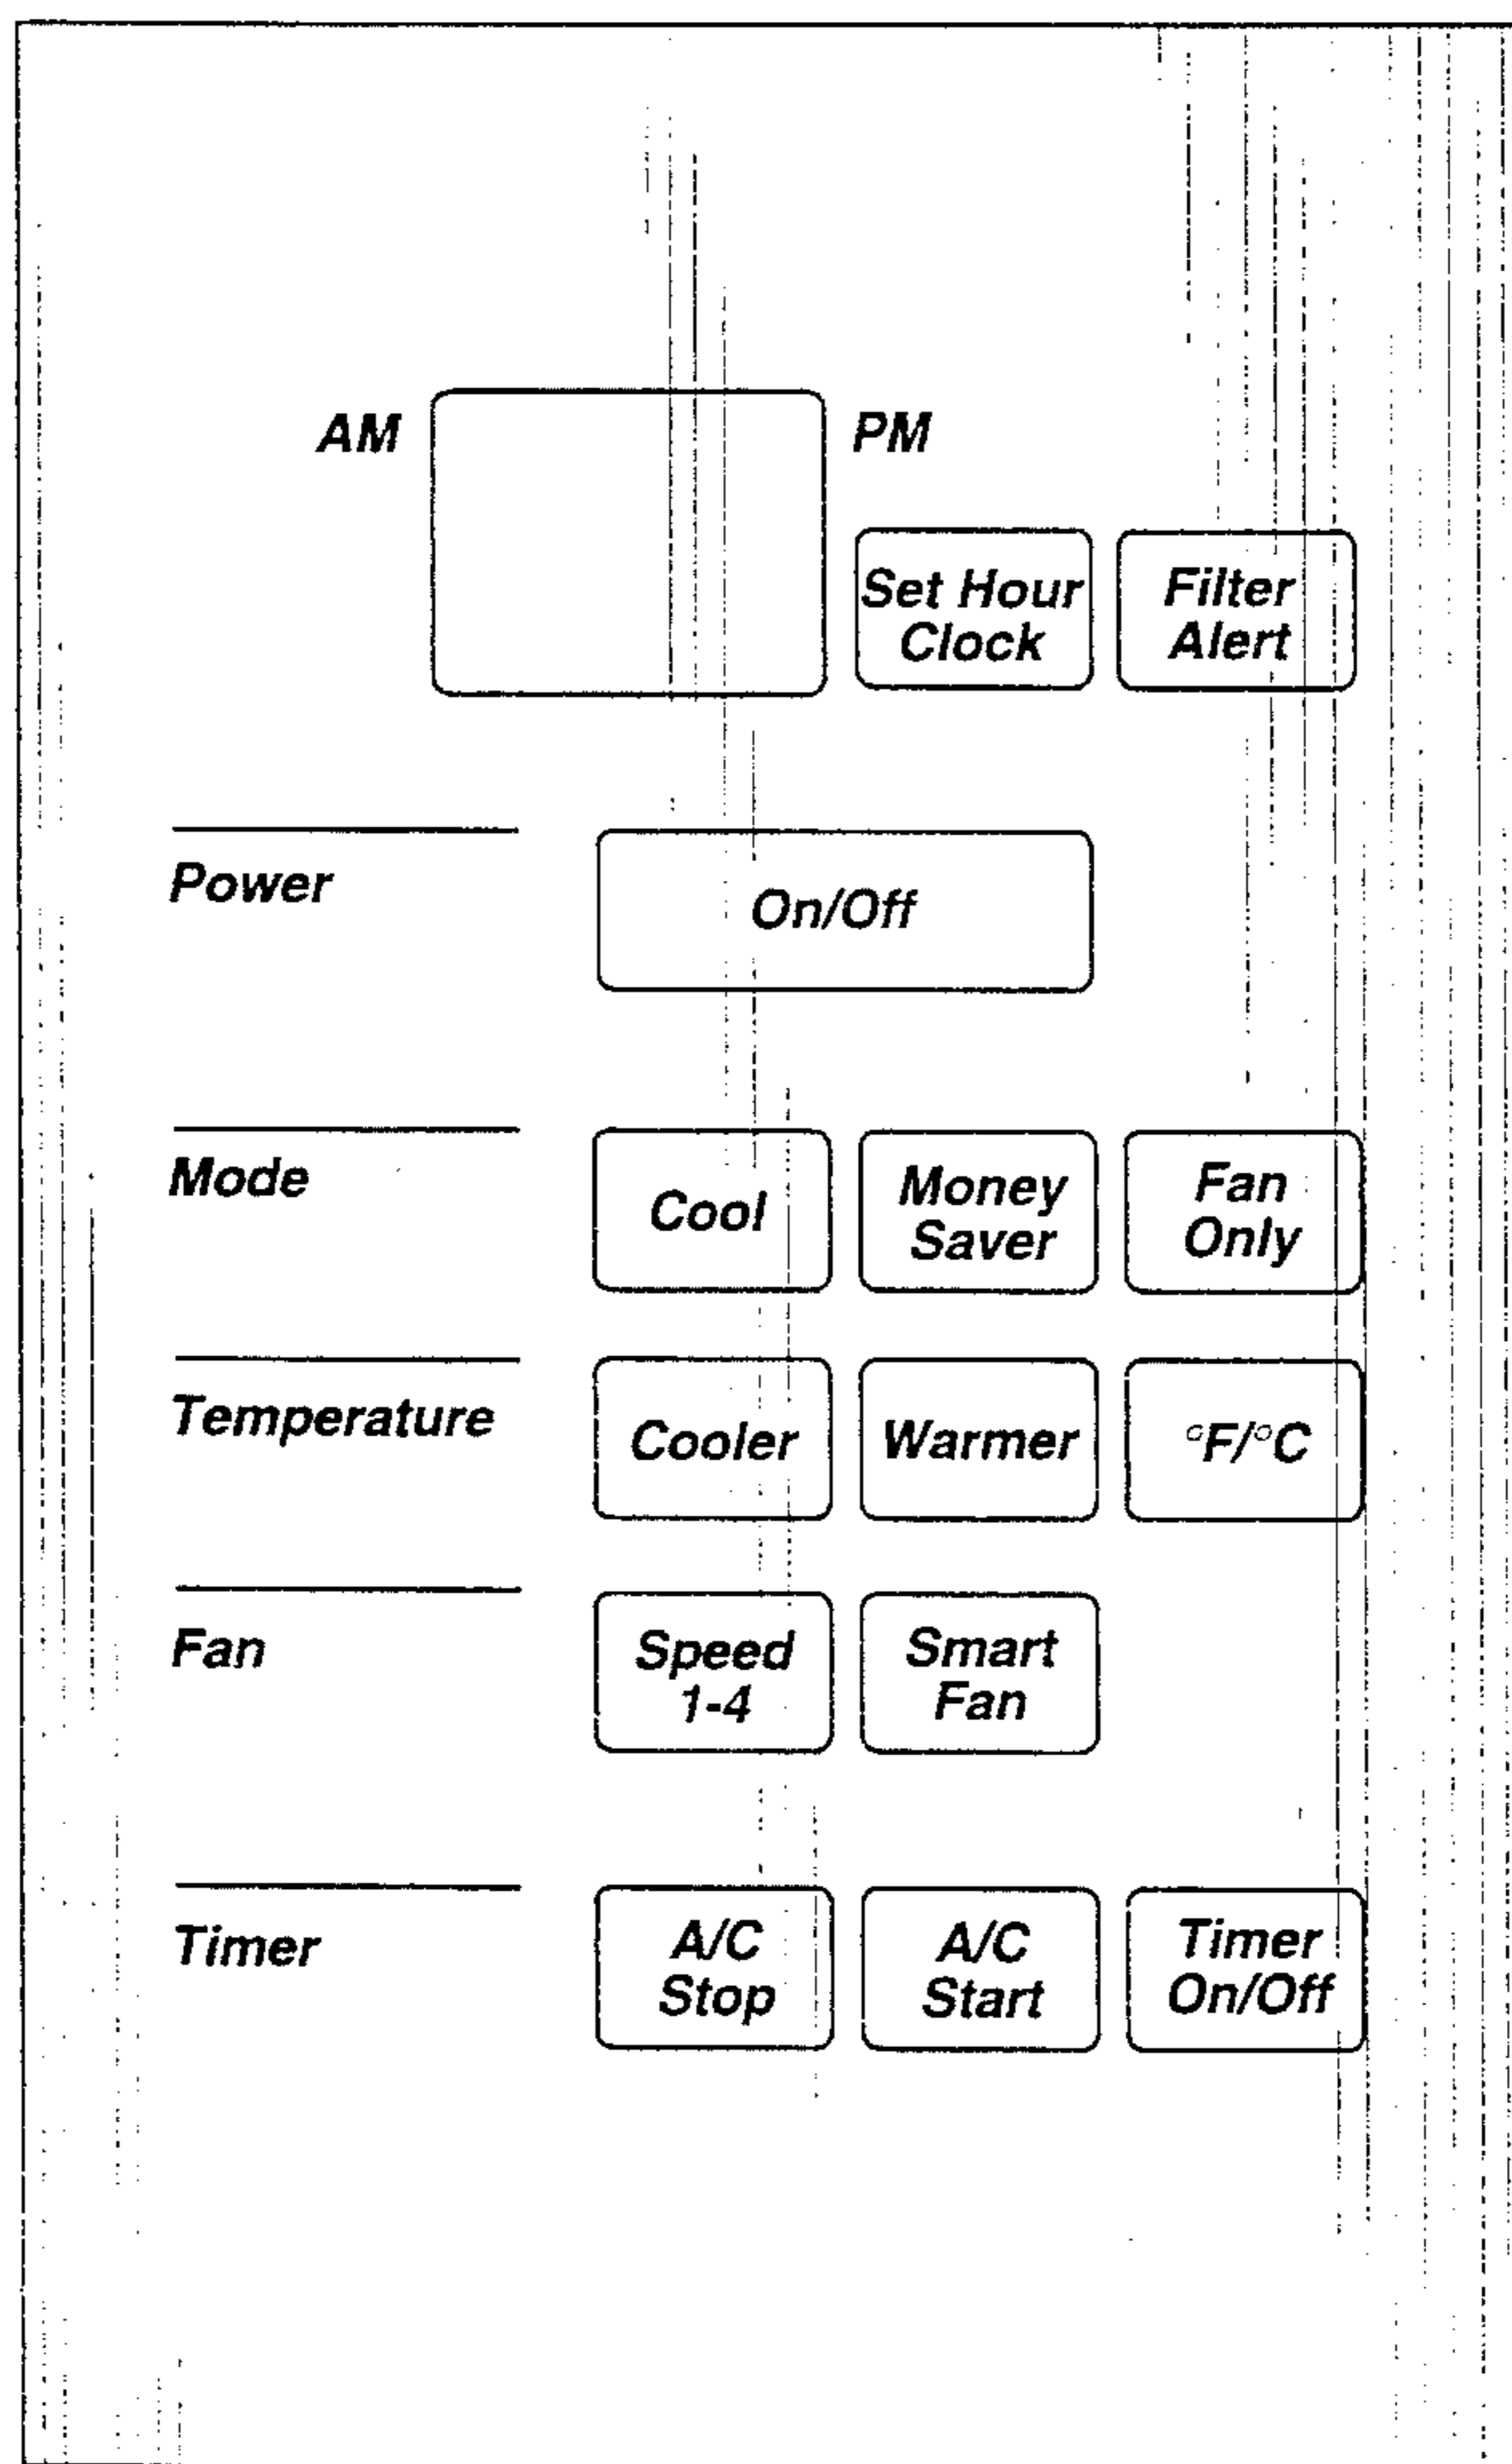 AM PM
Set Hour Filter
Clock Alert
Power
On/Off
Mode
Cool
Money
Saver
Fan
Only
Temperature
Cooler
Warmer
°F/°C
Fan
Speed
1-4
Smart
Fan
Timer
A/C
Stop
A/C
Start
Timer
On/Off